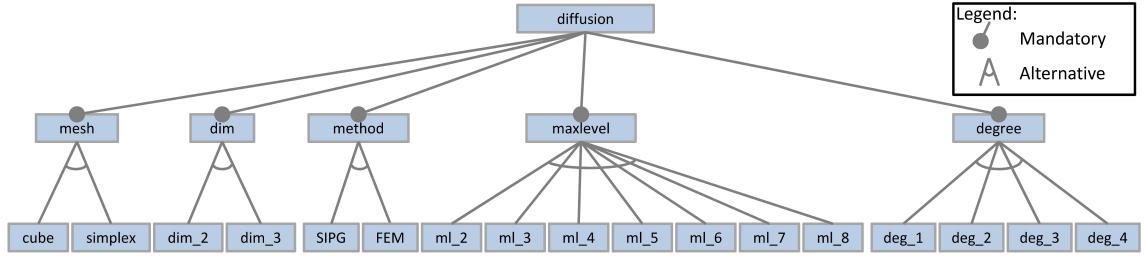 diffusion
Legend:
Mandatory
Alternative
mesh
dim
method
maxlevel
degree
cube
simplex
dim_2
dim_3
SIPG
FEM
ml_2
ml_3
ml_4
ml_5
ml_6
ml_7
ml_8
deg_1
deg_2
deg_3
deg_4